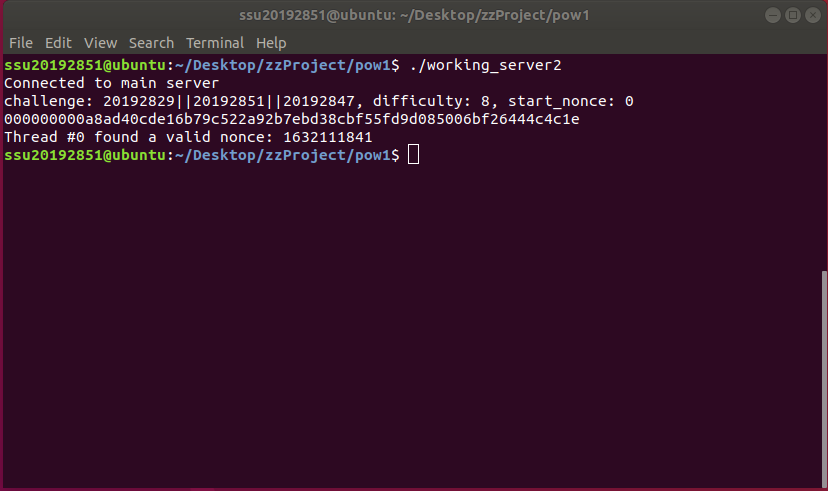 ssu20192851@ubuntu: ~/Desktop/zzProject/pow1
File Edit View Search Terminal Help
ssu20192851@ubuntu:~/Desktop/zzProject/pow1$ ./working_server2
Connected to main server
challenge: 20192829||20192851||20192847, difficulty: 8, start_nonce: 0
000000000a8ad40cde16b79c522a92b7ebd38cbf55fd9d085006bf26444c4c1e
Thread #0 found a valid nonce: 1632111841
ssu20192851@ubuntu:~/Desktop/zzProject/pow1$